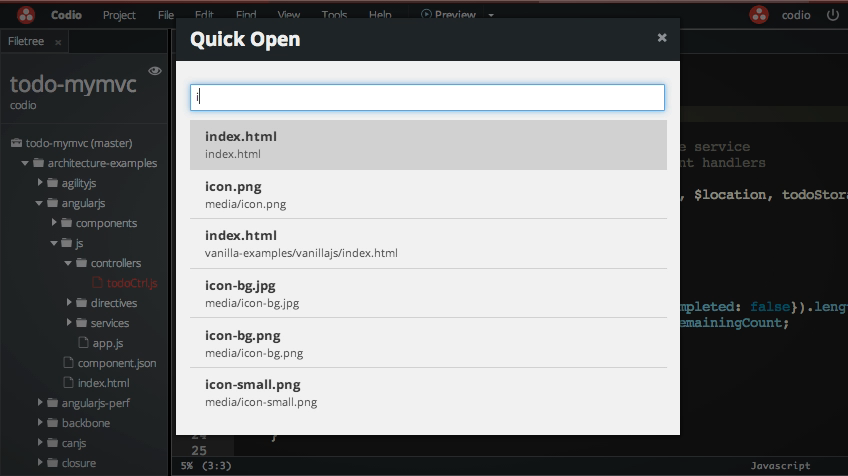 Codio Project File Edit Find View Tools Help Preview codio
Filetree ×
Quick Open ×
todo-mymvc
codio
i
todo-mymvc (master)
architecture-examples
agilityjs
angularjs
components
js
controllers
todoCtrl.js
directives
services
app.js
component.json
index.html
angularjs-perf
backbone
canjs
closure
index.html
index.html
icon.png
media/icon.png
index.html
vanilla-examples/vanillajs/index.html
icon-bg.jpg
media/icon-bg.jpg
icon-bg.png
media/icon-bg.png
icon-small.png
media/icon-small.png
e service
nt handlers
, $location, todoStora
mpleted: false}).lengt
emainingCount;
}
25
5% (3:3) Javascript